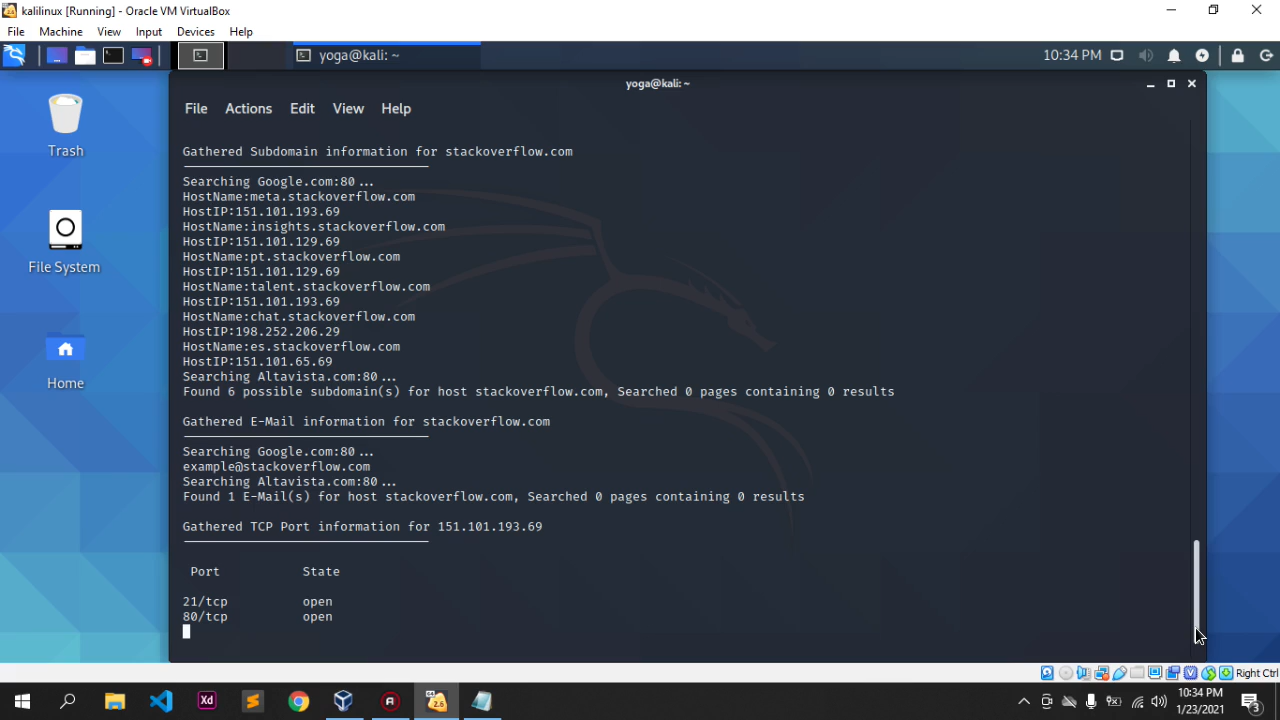 kalilinux [Running] - Oracle VM VirtualBox
File Machine View Input Devices Help
yoga@kali: ~
10:34 PM
yoga@kali: ~
File Actions Edit View Help
Trash
File System
Home
Gathered Subdomain information for stackoverflow.com
Searching Google.com:80...
HostName:meta.stackoverflow.com
HostIP:151.101.193.69
HostName:insights.stackoverflow.com
HostIP:151.101.129.69
HostName:pt.stackoverflow.com
HostIP:151.101.129.69
HostName:talent.stackoverflow.com
HostIP:151.101.193.69
HostName:chat.stackoverflow.com
HostIP:198.252.206.29
HostName:es.stackoverflow.com
HostIP:151.101.65.69
Searching Altavista.com:80...
Found 6 possible subdomain(s) for host stackoverflow.com, Searched 0 pages containing 0 results
Gathered E-Mail information for stackoverflow.com
Searching Google.com:80...
example@stackoverflow.com
Searching Altavista.com:80...
Found 1 E-Mail(s) for host stackoverflow.com, Searched 0 pages containing 0 results
Gathered TCP Port information for 151.101.193.69
Port State
21/tcp open
80/tcp open
Right Ctrl
Xd
2.6
10:34 PM
1/23/2021
3